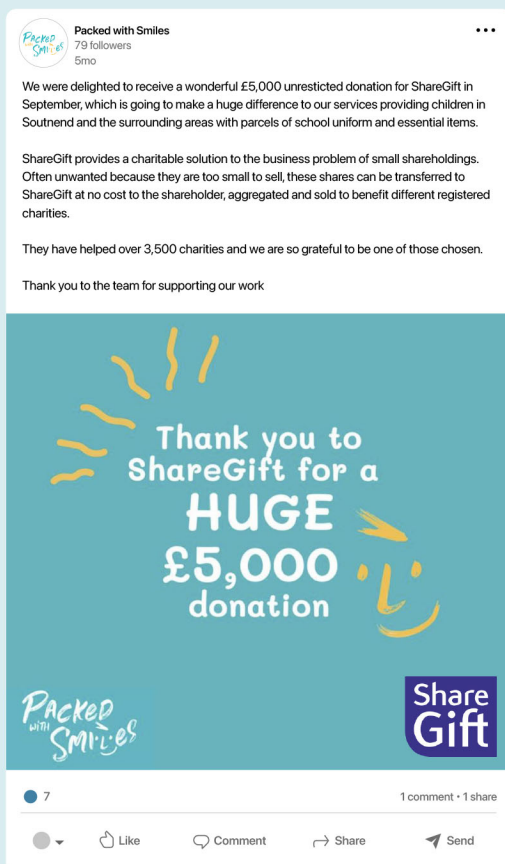 Packed with Smiles
Packed with Smiles
79 followers
5mo
We were delighted to receive a wonderful £5,000 unresticted donation for ShareGift in
September, which is going to make a huge difference to our services providing children in
Soutnend and the surrounding areas with parcels of school uniform and essential items.
ShareGift provides a charitable solution to the business problem of small shareholdings.
Often unwanted because they are too small to sell, these shares can be transferred to
ShareGift at no cost to the shareholder, aggregated and sold to benefit different registered
charities.
They have helped over 3,500 charities and we are so grateful to be one of those chosen.
Thank you to the team for supporting our work
Thank you to
ShareGift for a
HUGE
£5,000
donation
PACKED
WITH
SMILES
Share
Gift
7
1 comment • 1 share
Like
Comment
Share
Send